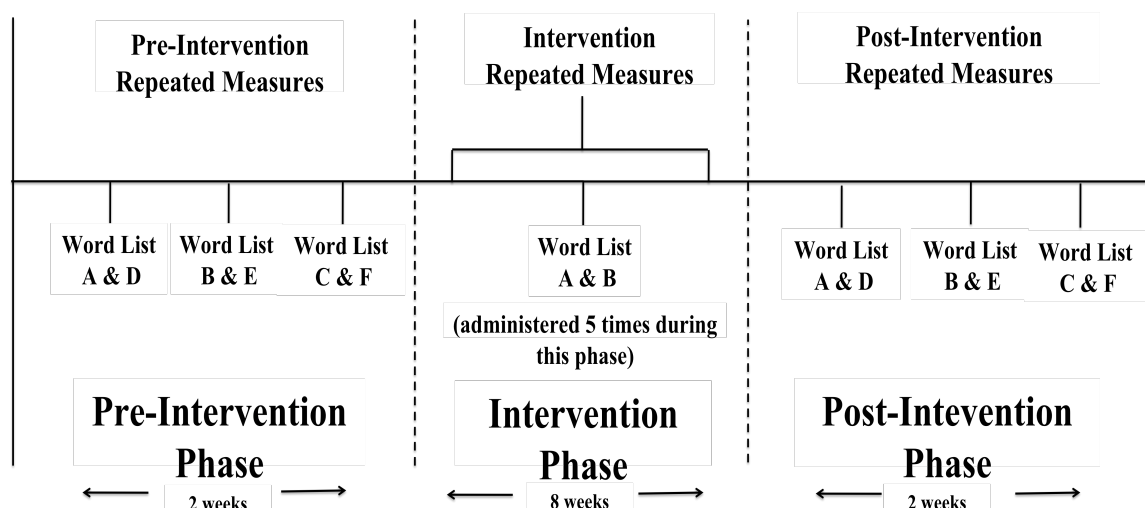 Pre-Intervention
Repeated Measures
Intervention
Repeated Measures
Post-Intervention
Repeated Measures
Word List
A & D
Word List
B & E
Word List
C & F
Word List
A & B
(administered 5 times during
this phase)
Word List
A & D
Word List
B & E
Word List
C & F
Pre-Intervention
Phase
2 weeks
Intervention
Phase
8 weeks
Post-Intevention
Phase
2 weeks